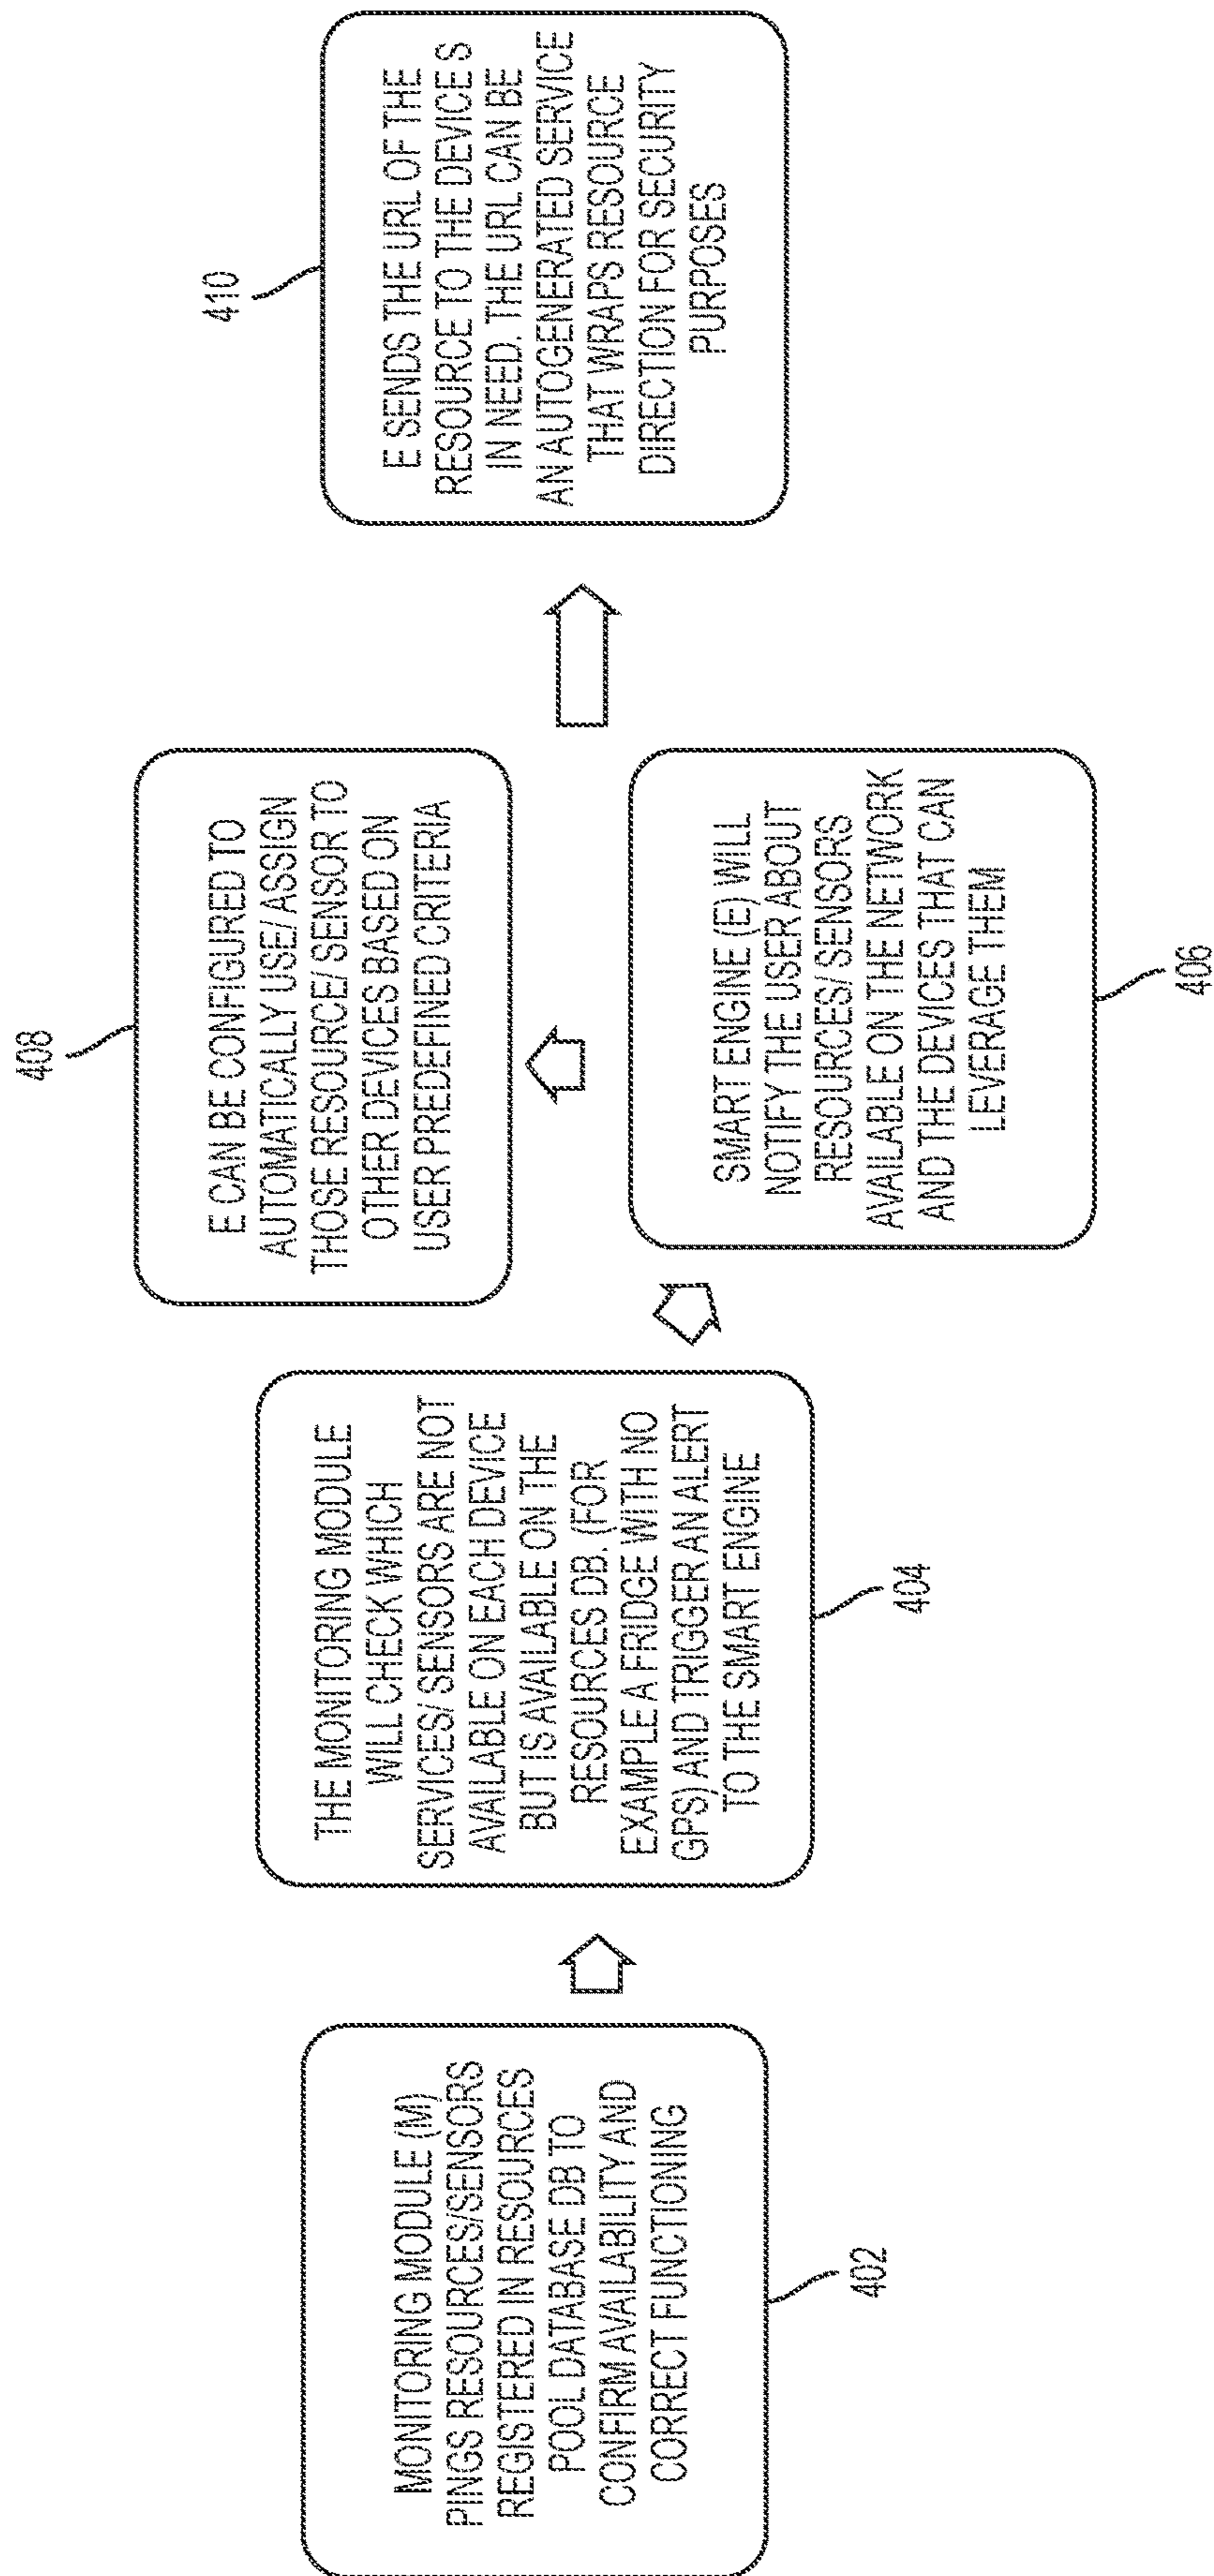 MONITORING MODULE (M)
PINGS RESOURCES/SENSORS
REGISTERED IN RESOURCES
POOL DATABASE DB TO
CONFIRM AVAILABILITY AND
CORRECT FUNCTIONING
402
THE MONITORING MODULE
WILL CHECK WHICH
SERVICES/ SENSORS ARE NOT
AVAILABLE ON EACH DEVICE
BUT IS AVAILABLE ON THE
RESOURCES DB. (FOR
EXAMPLE A FRIDGE WITH NO
GPS) AND TRIGGER AN ALERT
TO THE SMART ENGINE
404
SMART ENGINE (E) WILL
NOTIFY THE USER ABOUT
RESOURCES/ SENSORS
AVAILABLE ON THE NETWORK
AND THE DEVICES THAT CAN
LEVERAGE THEM
406
408
E CAN BE CONFIGURED TO
AUTOMATICALLY USE/ ASSIGN
THOSE RESOURCE/ SENSOR TO
OTHER DEVICES BASED ON
USER PREDEFINED CRITERIA
410
E SENDS THE URL OF THE
RESOURCE TO THE DEVICE S
IN NEED. THE URL CAN BE
AN AUTOGENERATED SERVICE
THAT WRAPS RESOURCE
DIRECTION FOR SECURITY
PURPOSES